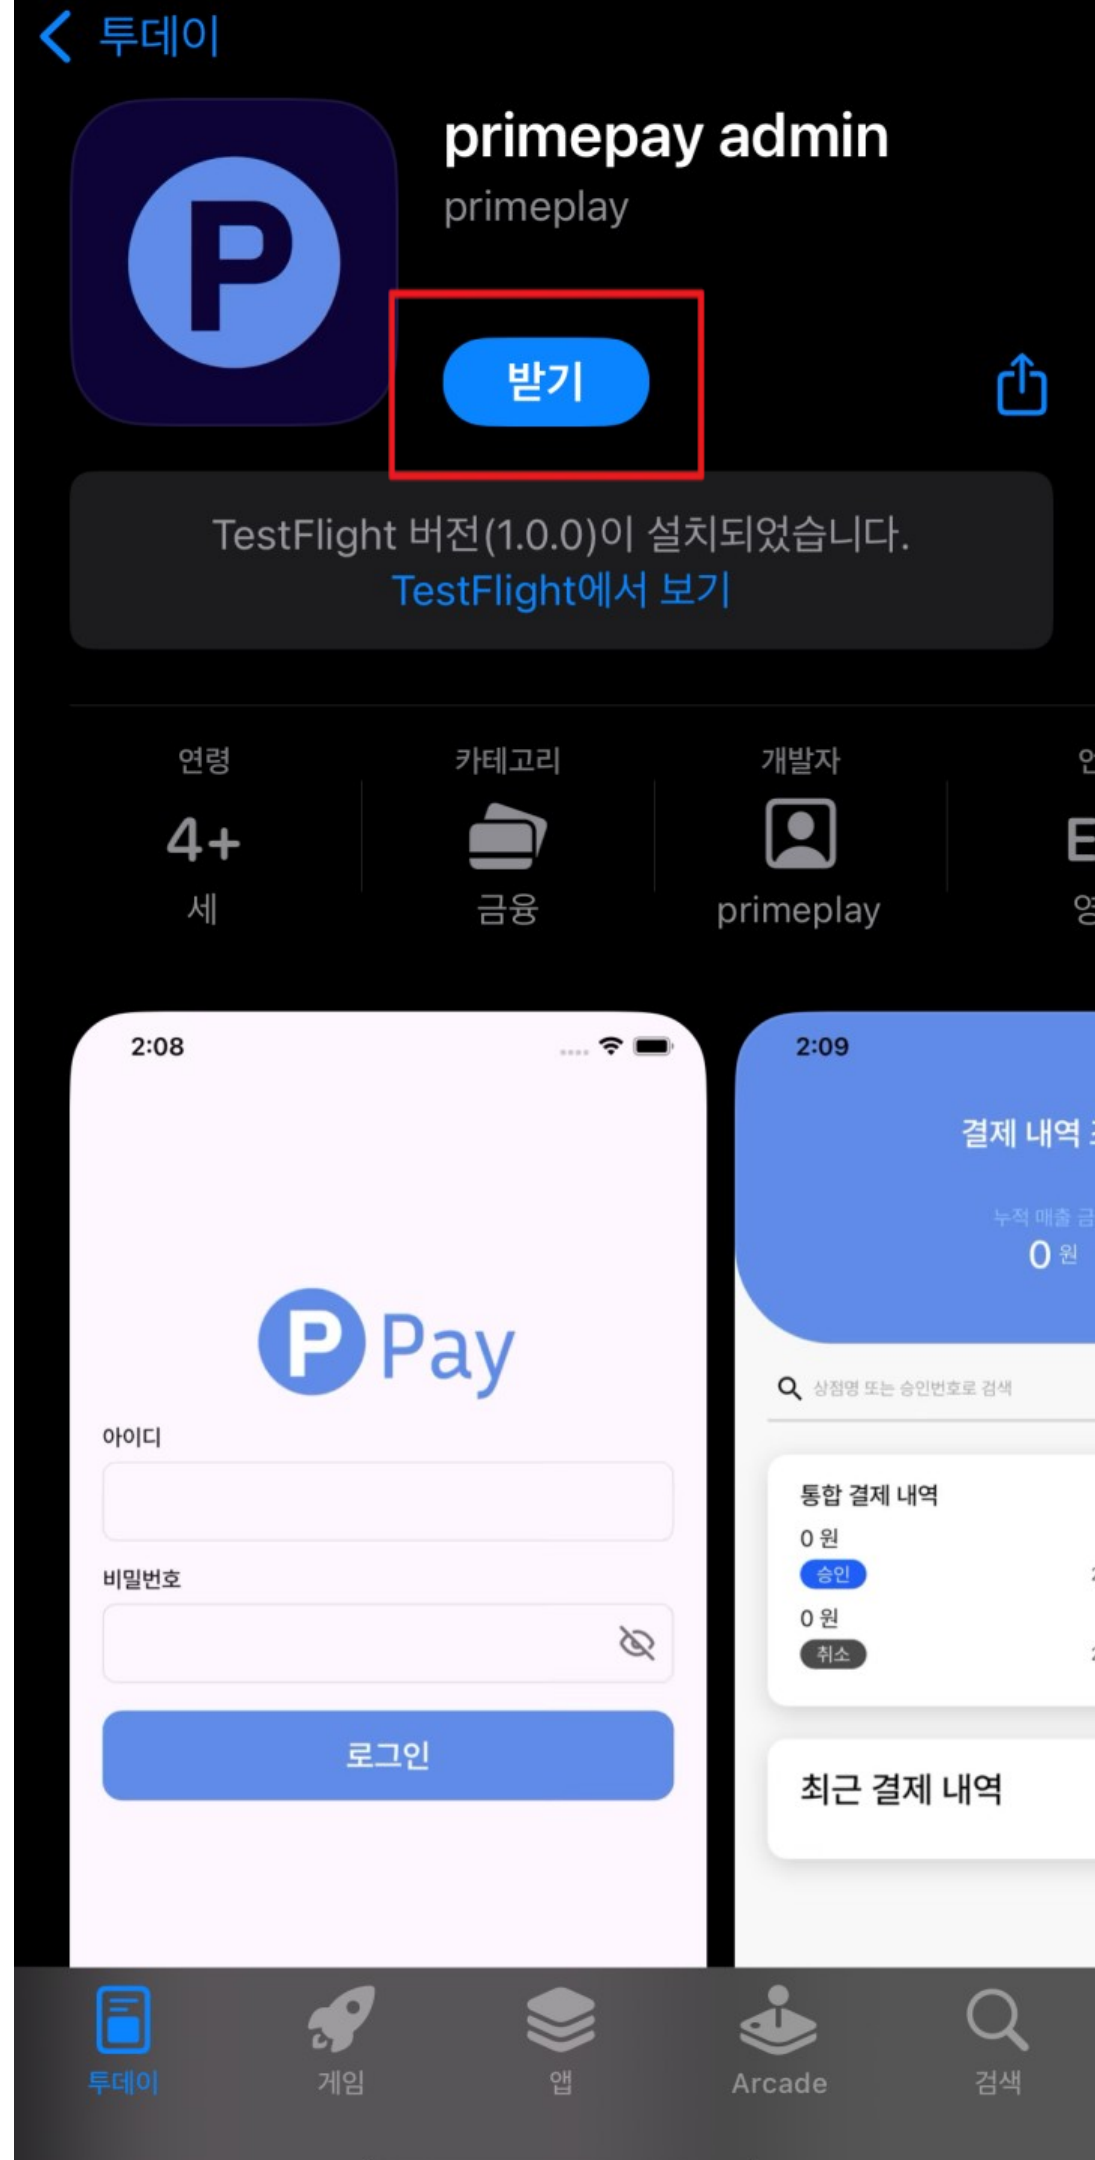 투데이
primepay admin
primeplay
받기
TestFlight 버전(1.0.0)이 설치되었습니다.
TestFlight에서 보기
연령
카테고리
개발자
4+
세
금융
primeplay
2:08
P Pay
아이디
비밀번호
로그인
2:09
결제 내역
누적 매출
0 원
상점명 또는 승인번호로 검색
통합 결제 내역
0 원
승인
0 원
취소
최근 결제 내역
투데이
게임
앱
Arcade
검색